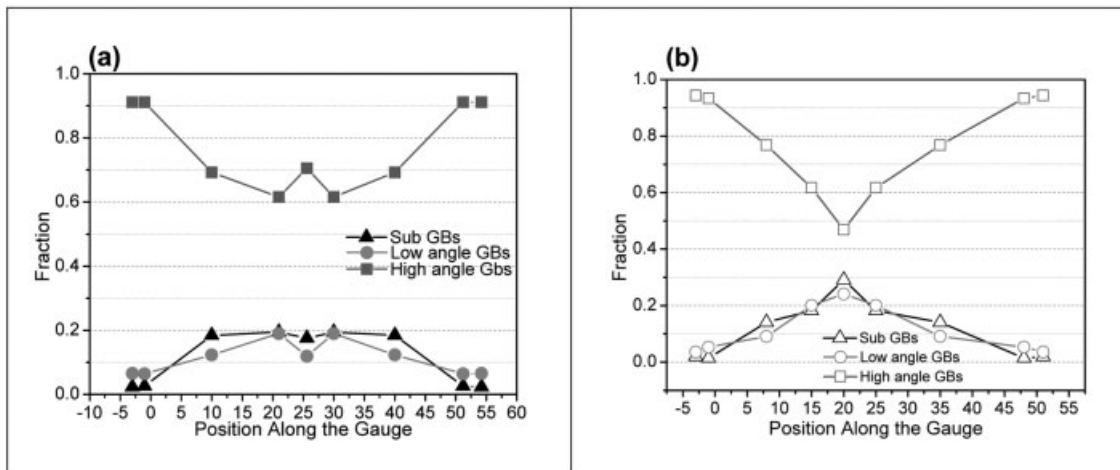 (a)
1.0
0.8
0.6
0.4
0.2
0.0
Fraction
Sub GBs
Low angle GBs
High angle Gbs
-10 -5 0 10 15 20 25 30 35 40 45 50 55 60
Position Along the Gauge
(b)
1.0
0.8
0.6
0.4
0.2
0.0
Fraction
Sub GBs
Low angle GBs
High angle GBs
-5 0 5 10 15 20 25 30 35 40 45 50 55
Position Along the Gauge